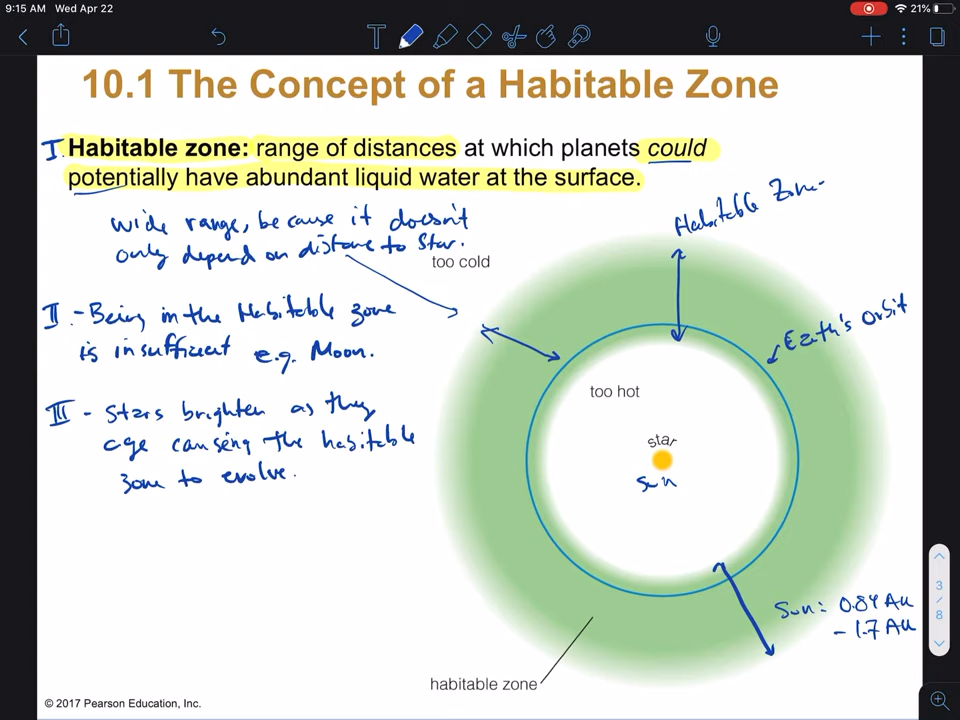 9:15 AM Wed Apr 22
21%
10.1 The Concept of a Habitable Zone
I. Habitable zone: range of distances at which planets could
potentially have abundant liquid water at the surface.
wide range, because it doesn't
only depend on distance to Star.
Habitable Zone
too cold
II - Being in the Habitable zone
is insufficient e.g. Moon.
Earth's orbit
III - Stars brighten as they
age causing the habitable
zone to evolve.
too hot
star
sun
Sun: 0.84 AU
- 1.7 AU
habitable zone
3
/
8
© 2017 Pearson Education, Inc.